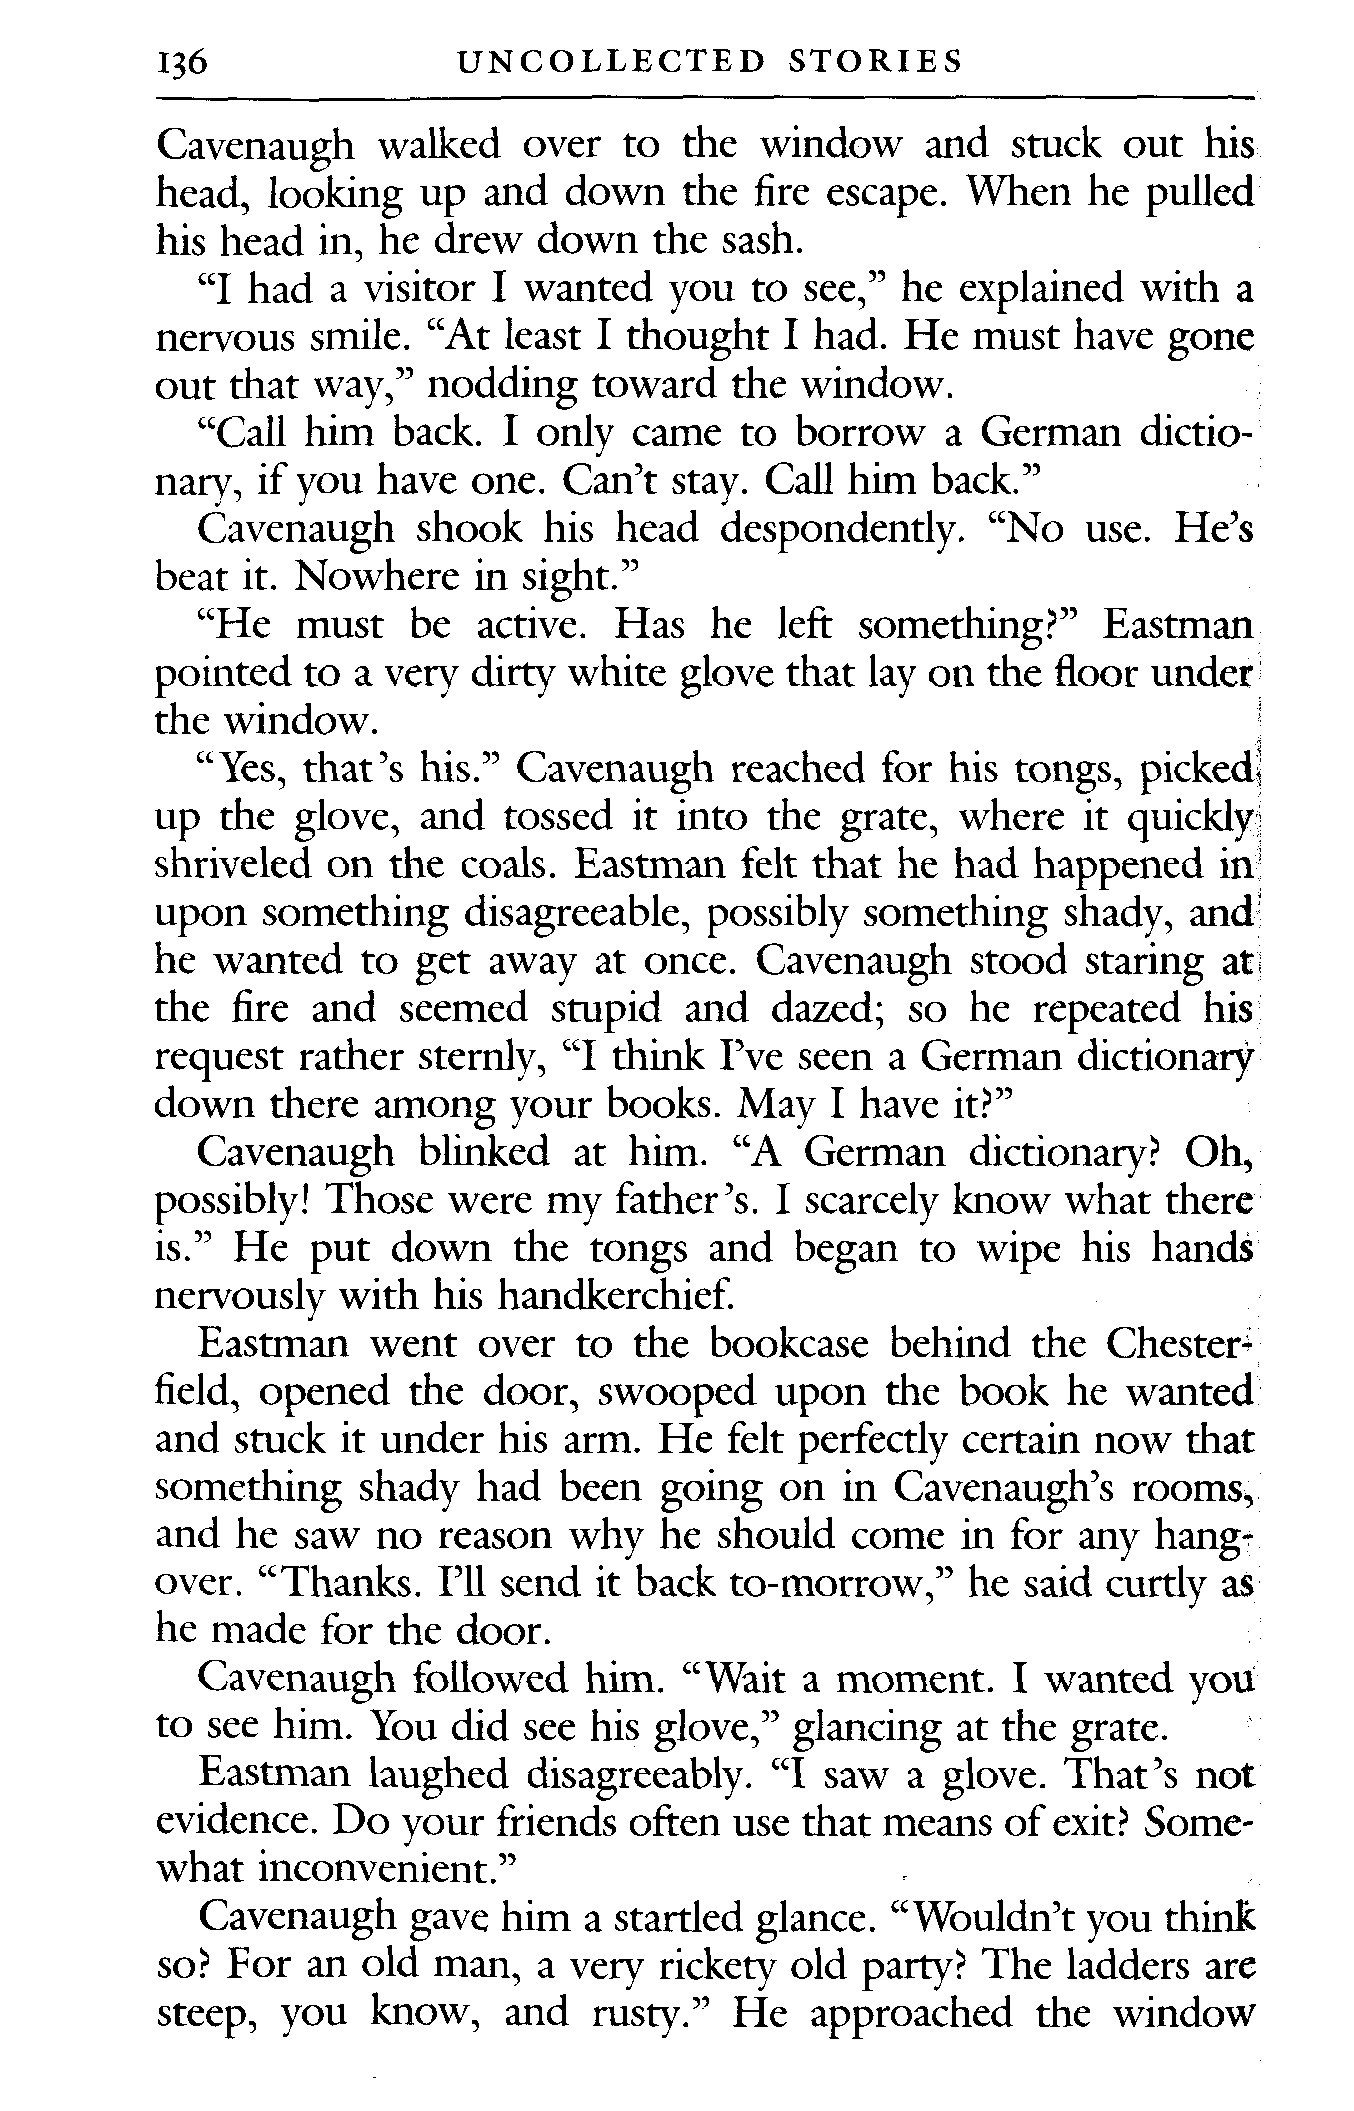 136 UNCOLLECTED STORIES
Cavenaugh walked over to the window and stuck out his
head, looking up and down the fire escape. When he pulled
his head in, he drew down the sash.
“I had a visitor I wanted you to see,” he explained with a
nervous smile. “At least I thought I had. He must have gone
out that way,” nodding toward the window.
“Call him back. I only came to borrow a German dictio-
nary, if you have one. Can’t stay. Call him back.”
Cavenaugh shook his head despondently. “No use. He’s
beat it. Nowhere in sight.”
“He must be active. Has he left something?” Eastman
pointed to a very dirty white glove that lay on the floor under
the window.
“Yes, that’s his.” Cavenaugh reached for his tongs, picked
up the glove, and tossed it into the grate, where it quickly
shriveled on the coals. Eastman felt that he had happened in
upon something disagreeable, possibly something shady, and
he wanted to get away at once. Cavenaugh stood staring at
the fire and seemed stupid and dazed; so he repeated his
request rather sternly, “I think I’ve seen a German dictionary
down there among your books. May I have it?”
Cavenaugh blinked at him. “A German dictionary? Oh,
possibly! Those were my father’s. I scarcely know what there
is.” He put down the tongs and began to wipe his hands
nervously with his handkerchief.
Eastman went over to the bookcase behind the Chester-
field, opened the door, swooped upon the book he wanted
and stuck it under his arm. He felt perfectly certain now that
something shady had been going on in Cavenaugh’s rooms,
and he saw no reason why he should come in for any hang-
over. “Thanks. I’ll send it back to-morrow,” he said curtly as
he made for the door.
Cavenaugh followed him. “Wait a moment. I wanted you
to see him. You did see his glove,” glancing at the grate.
Eastman laughed disagreeably. “I saw a glove. That’s not
evidence. Do your friends often use that means of exit? Some-
what inconvenient.”
Cavenaugh gave him a startled glance. “Wouldn’t you think
so? For an old man, a very rickety old party? The ladders are
steep, you know, and rusty.” He approached the window